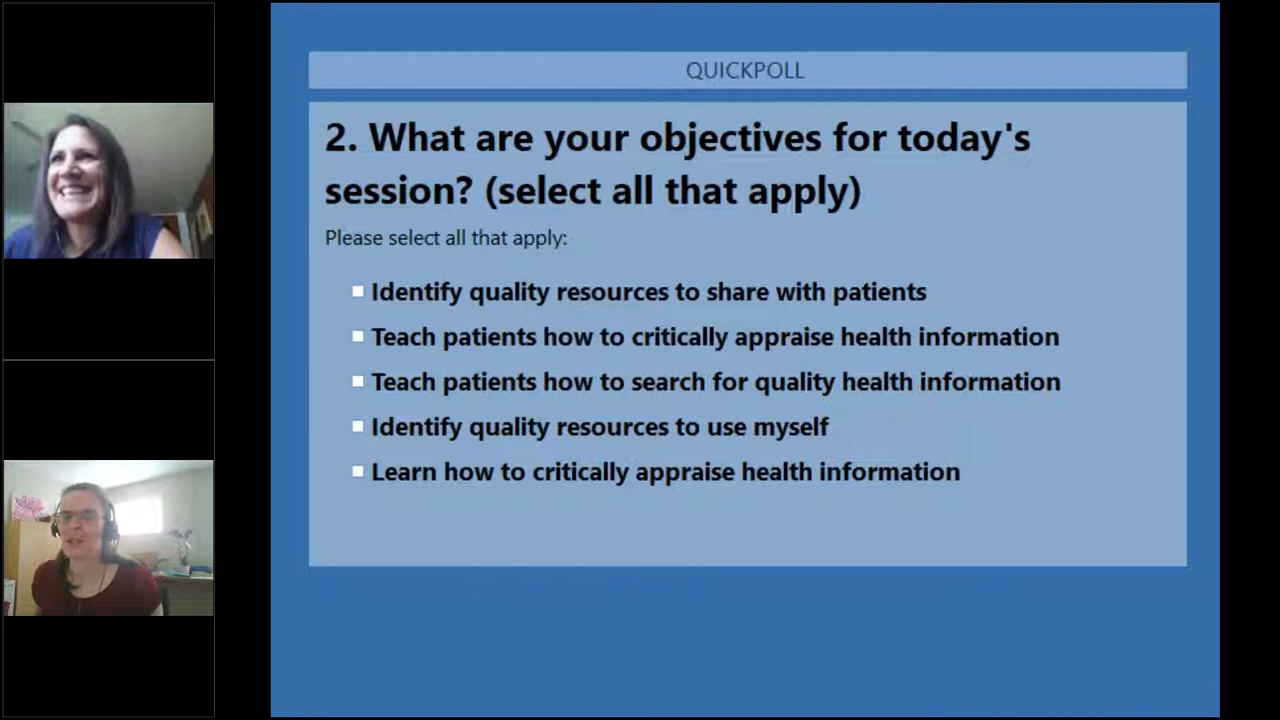 QUICKPOLL
2. What are your objectives for today's
session? (select all that apply)
Please select all that apply:
Identify quality resources to share with patients
Teach patients how to critically appraise health information
Teach patients how to search for quality health information
Identify quality resources to use myself
Learn how to critically appraise health information